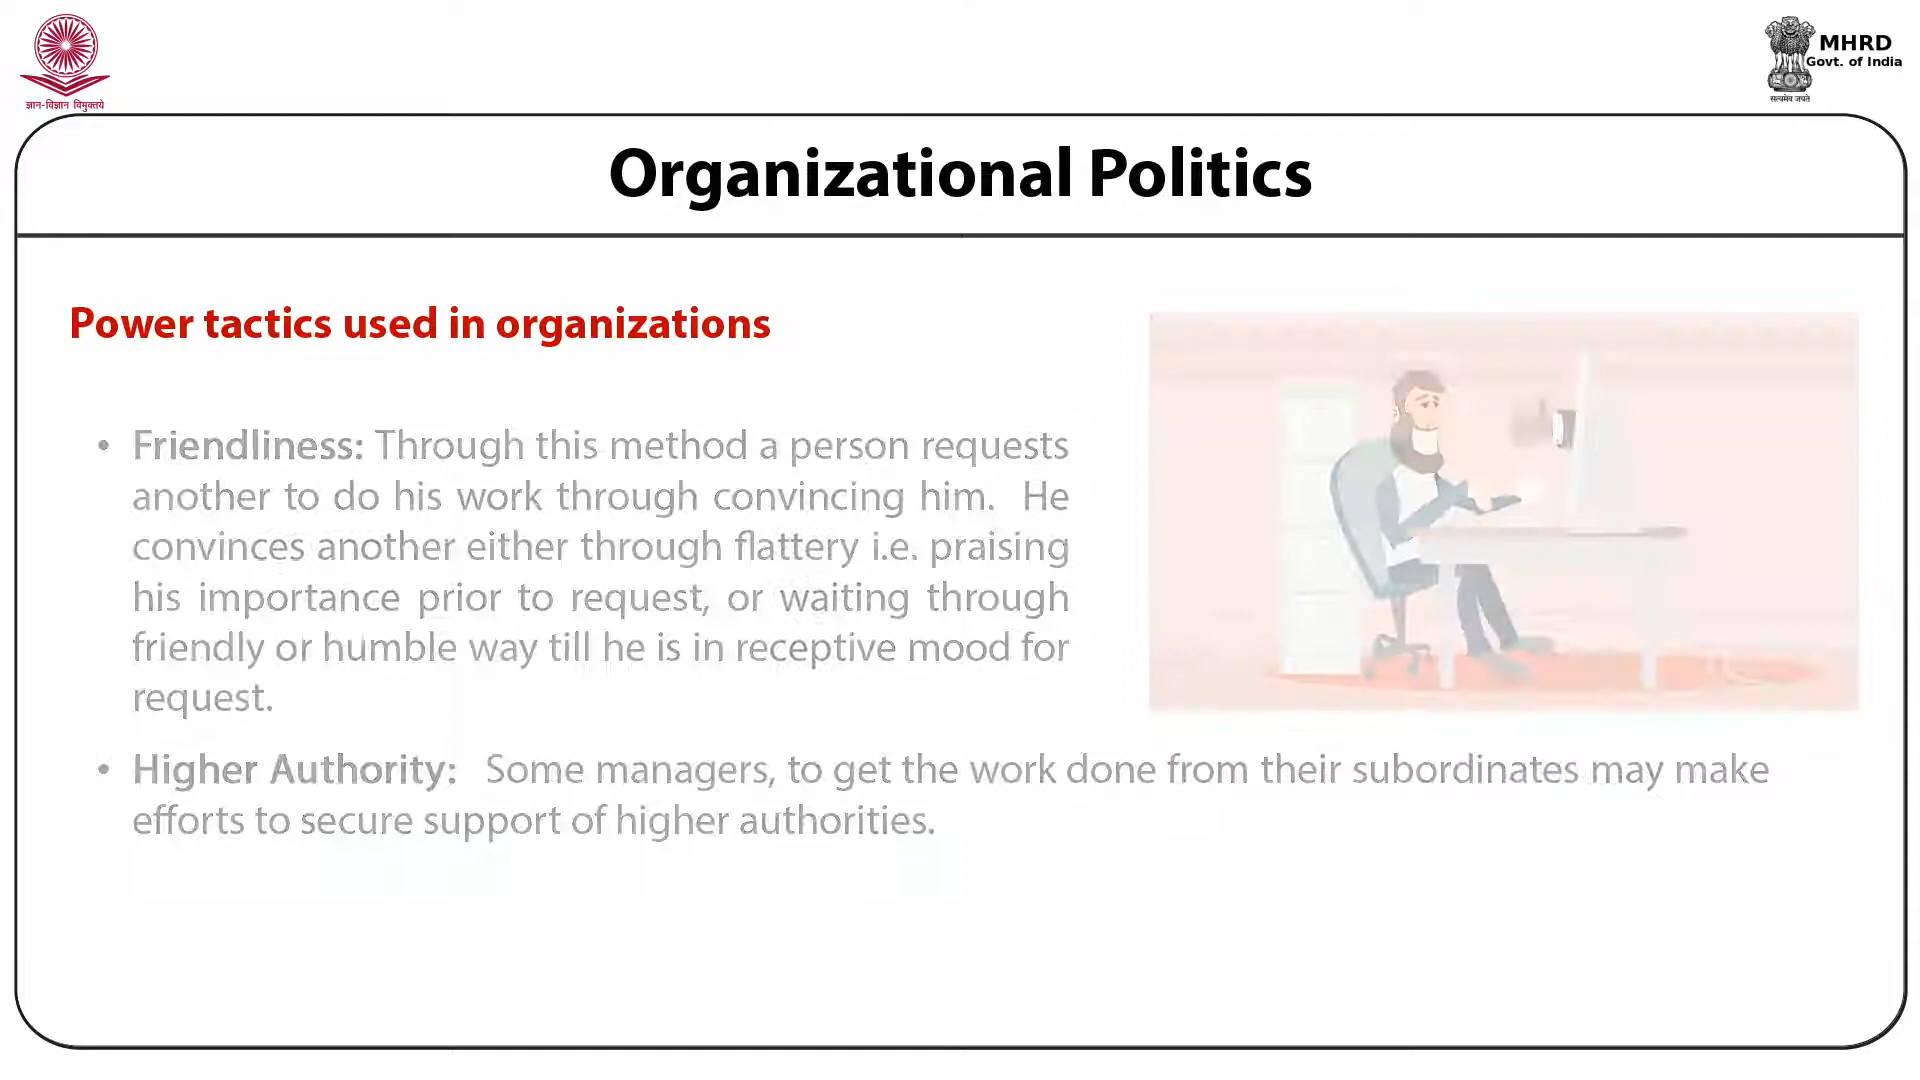 ज्ञान-विज्ञान विमुक्तये
MHRD
Govt. of India
सत्यमेव जयते
Organizational Politics
Power tactics used in organizations
• Friendliness: Through this method a person requests
another to do his work through convincing him. He
convinces another either through flattery i.e. praising
his importance prior to request, or waiting through
friendly or humble way till he is in receptive mood for
request.
• Higher Authority: Some managers, to get the work done from their subordinates may make
efforts to secure support of higher authorities.